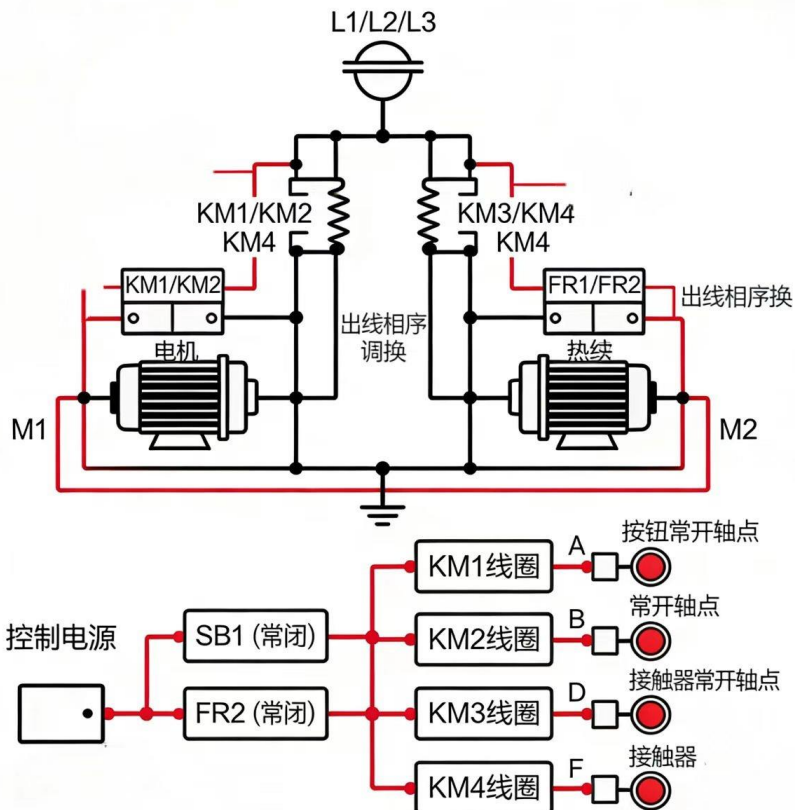 L1/L2/L3
KM1/KM2
KM4
KM3/KM4
KM4
KM1/KM2
FR1/FR2
出线相序换
出线相序
调换
电机
热续
M1
M2
按钮常开轴点
A
KM1线圈
常开轴点
控制电源
SB1 (常闭)
B
KM2线圈
接触器常开轴点
FR2 (常闭)
D
KM3线圈
接触器
F
KM4线圈